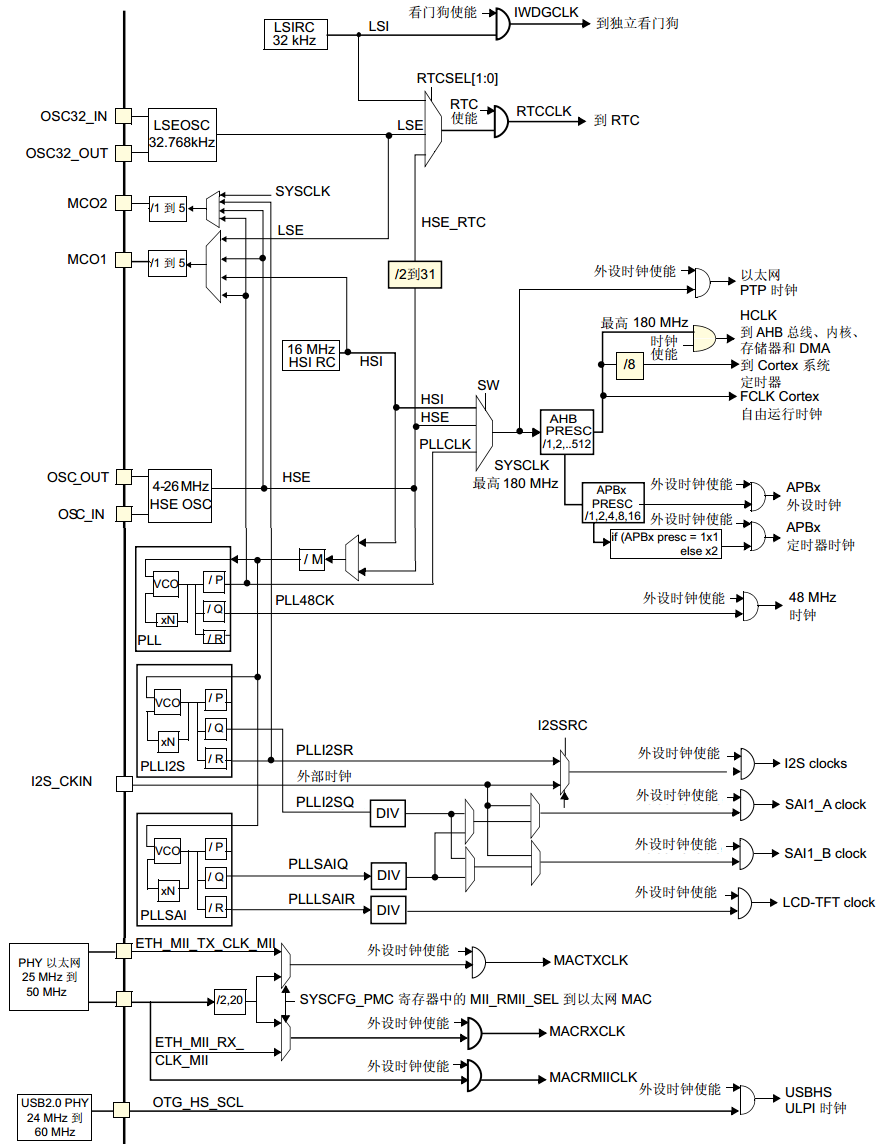 看门狗使能
IWDGCLK
到独立看门狗
LSIRC
32 kHz
LSI
RTCSEL[1:0]
OSC32_IN
OSC32_OUT
LSEOSC
32.768kHz
LSE
RTC
使能
RTCCLK
到 RTC
MCO2
/1 到 5
SYSCLK
LSE
HSE_RTC
MCO1
/1 到 5
/2到31
外设时钟使能
以太网
PTP 时钟
16 MHz
HSI RC
HSI
最高 180 MHz
时钟
使能
HCLK
到 AHB 总线、内核、
存储器和 DMA
/8
到 Cortex 系统
定时器
FCLK Cortex
自由运行时钟
SW
HSI
HSE
PLLCLK
AHB
PRESC
/1,2,..512
SYSCLK
最高 180 MHz
OSC_OUT
OSC_IN
4-26 MHz
HSE OSC
HSE
APBx
PRESC
/1,2,4,8,16
外设时钟使能
APBx
外设时钟
外设时钟使能
if (APBx presc = 1x1
else x2
APBx
定时器时钟
/ M
VCO
xN
/ P
/ Q
/ R
PLL
PLL48CK
外设时钟使能
48 MHz
时钟
VCO
xN
/ P
/ Q
/ R
PLLI2S
I2SSRC
PLLI2SR
外设时钟使能
I2S clocks
I2S_CKIN
外部时钟
PLLI2SQ
DIV
外设时钟使能
SAI1_A clock
VCO
xN
/ P
/ Q
/ R
PLLSAI
PLLSAIQ
DIV
外设时钟使能
SAI1_B clock
PLLLSAIR
DIV
外设时钟使能
LCD-TFT clock
PHY 以太网
25 MHz 到
50 MHz
ETH_MII_TX_CLK_MII
外设时钟使能
MACTXCLK
/2,20
SYSCFG_PMC 寄存器中的 MII_RMII_SEL 到以太网 MAC
ETH_MII_RX_
CLK_MII
外设时钟使能
MACRXCLK
外设时钟使能
MACRMIICLK
USB2.0 PHY
24 MHz 到
60 MHz
OTG_HS_SCL
外设时钟使能
USBHS
ULPI 时钟